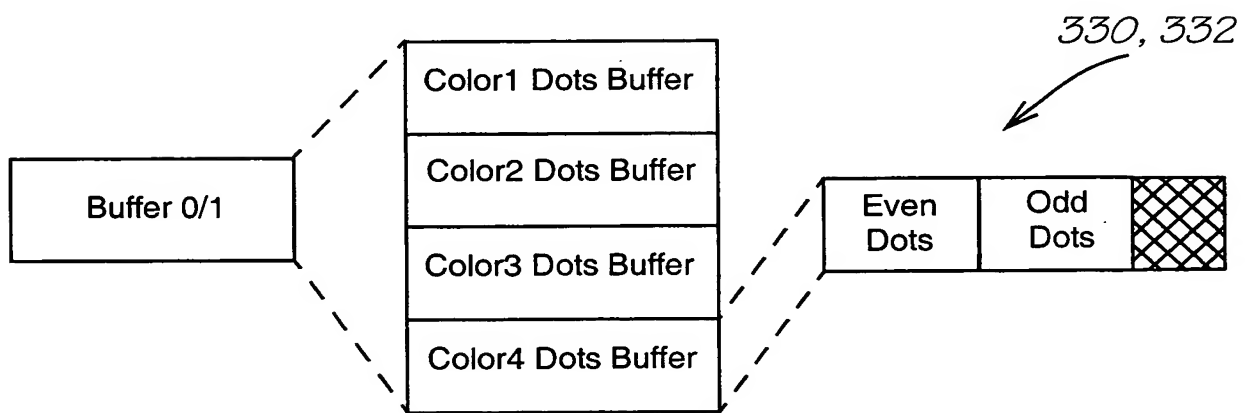 330, 332
Color1 Dots Buffer
Color2 Dots Buffer
Buffer 0/1
Even
Dots
Odd
Dots
Color3 Dots Buffer
Color4 Dots Buffer